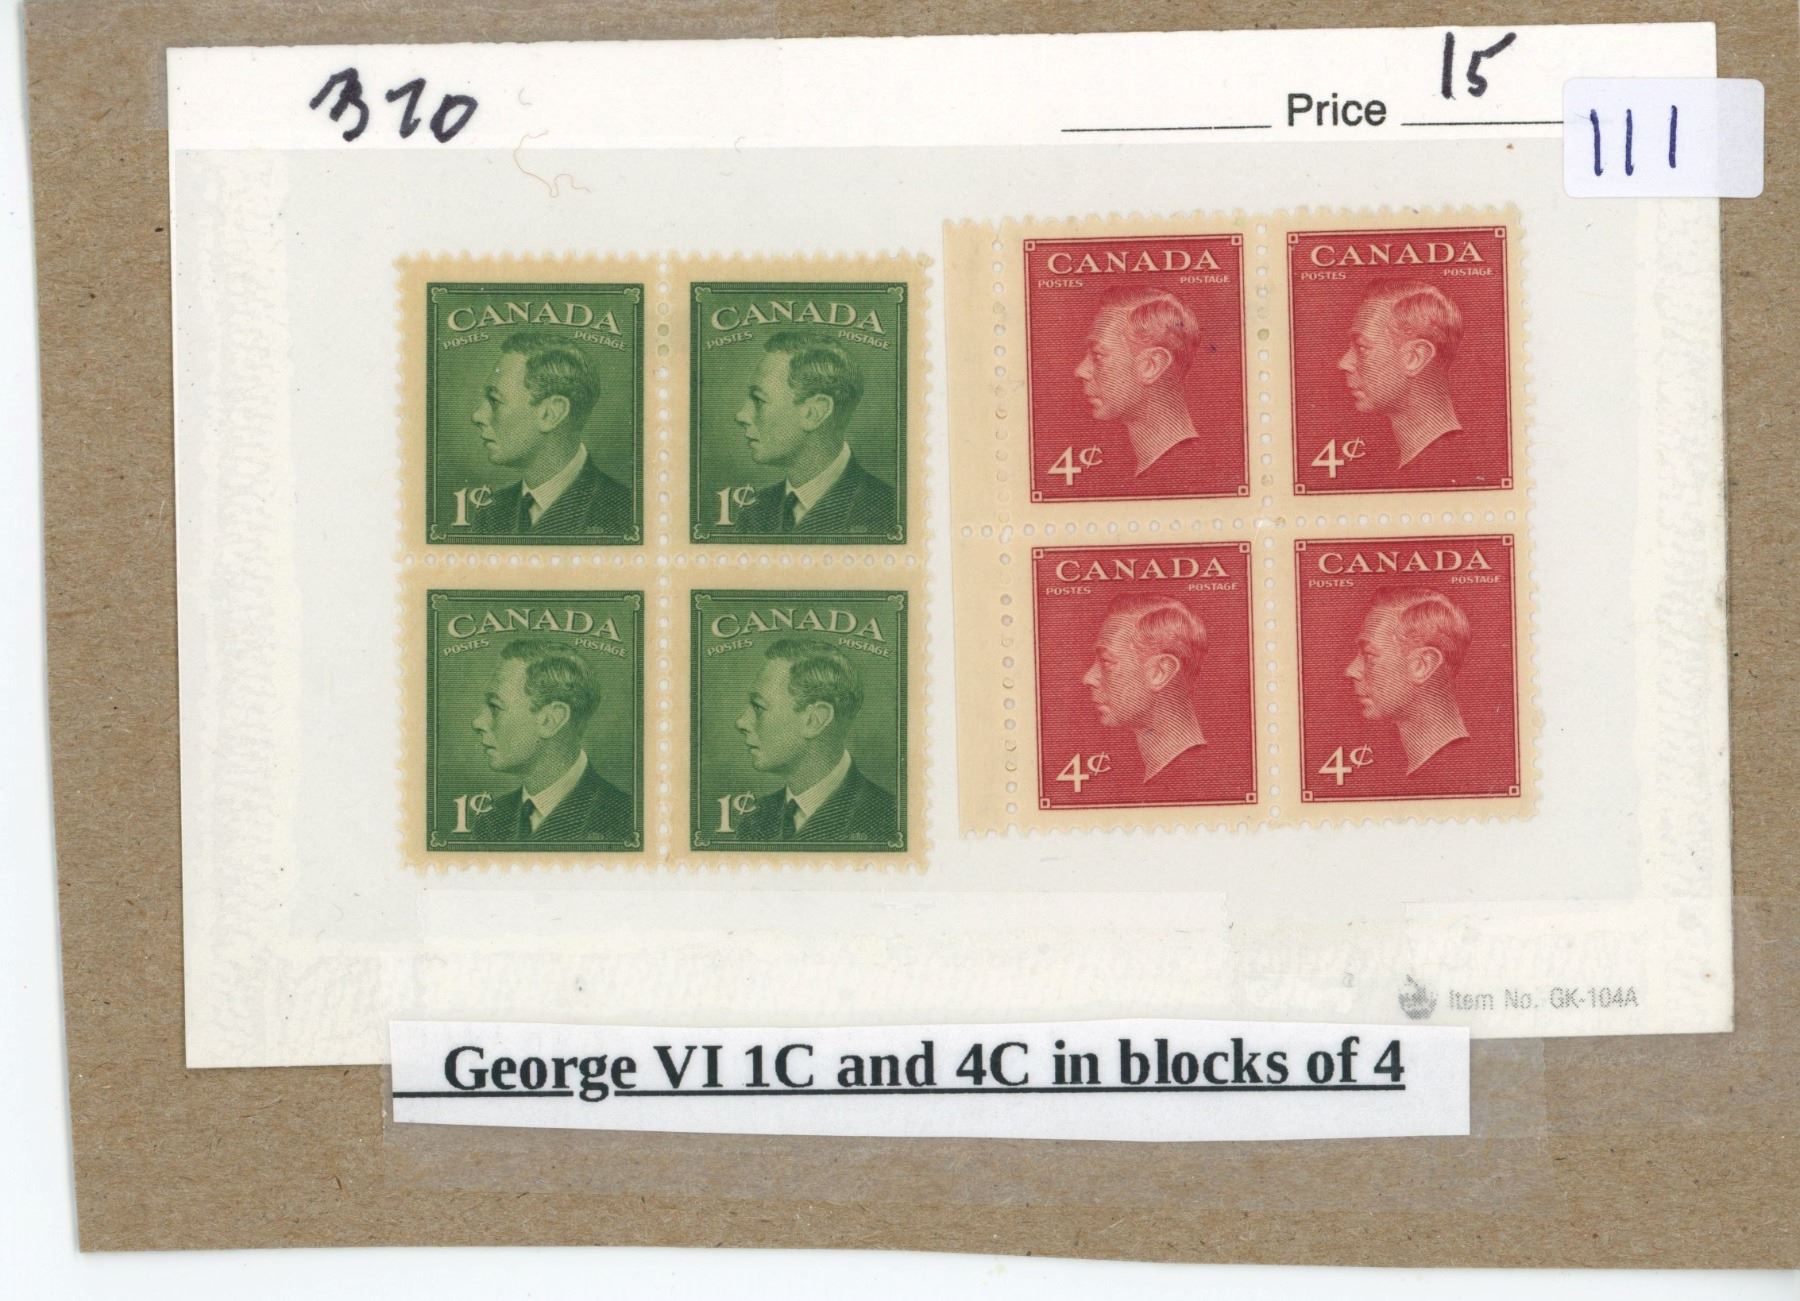 370
Price 15
111
CANADA CANADA
POSTES POSTAGE POSTES POSTAGE
1¢ 1¢
CANADA CANADA
POSTES POSTAGE POSTES POSTAGE
1¢ 1¢
CANADA CANADA
POSTES POSTAGE POSTES POSTAGE
4¢ 4¢
CANADA CANADA
POSTES POSTAGE POSTES POSTAGE
4¢ 4¢
Item No. GK-104A
George VI 1C and 4C in blocks of 4